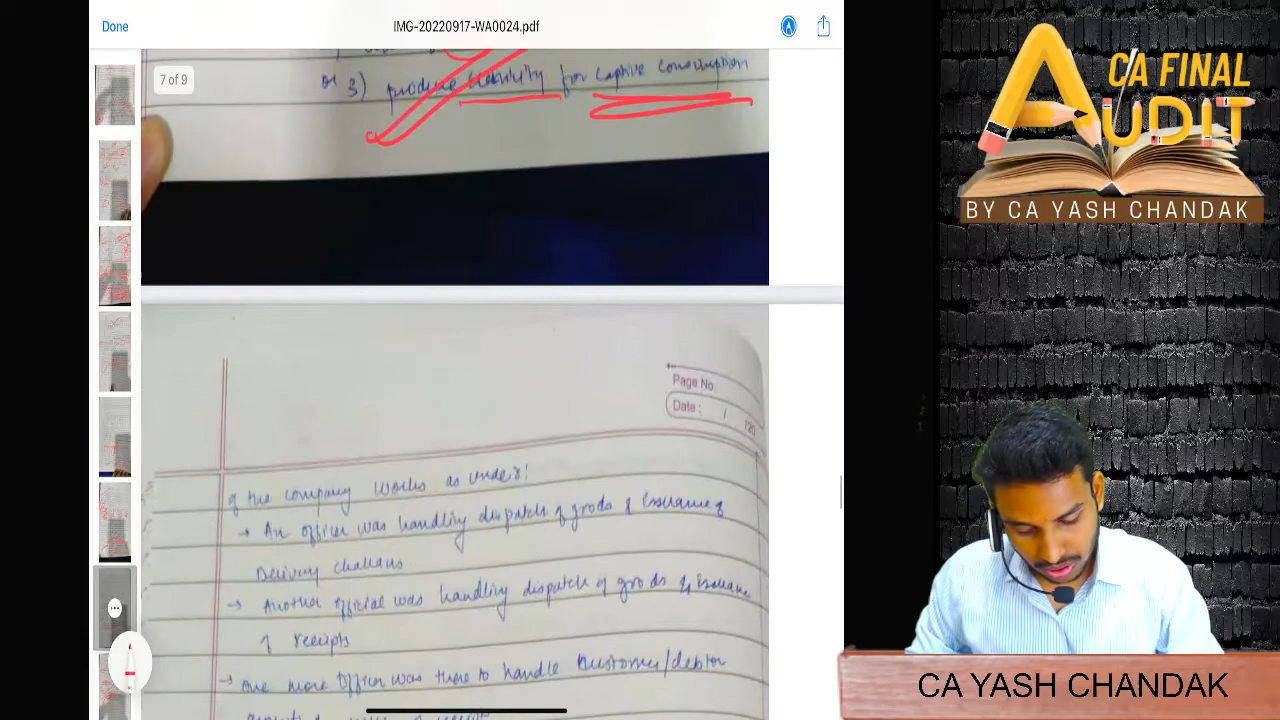 Done
IMG-20220917-WA0024.pdf
7 of 9
or 3) produce electricity for captive consumption
Page No
Date :
of the company works as under:
→ An officer was handling dispatch of goods & Issuance of
Delivery challans
→ Another official was handling dispatch of goods & Issuance
of receipts
→ one more officer was there to handle customer/debtor
CA FINAL
AUDIT
BY CA YASH CHANDAK
CA YASH CHANDAK